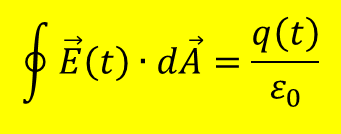 ∮ E⃗(t) · dA⃗ = q(t)/ε₀